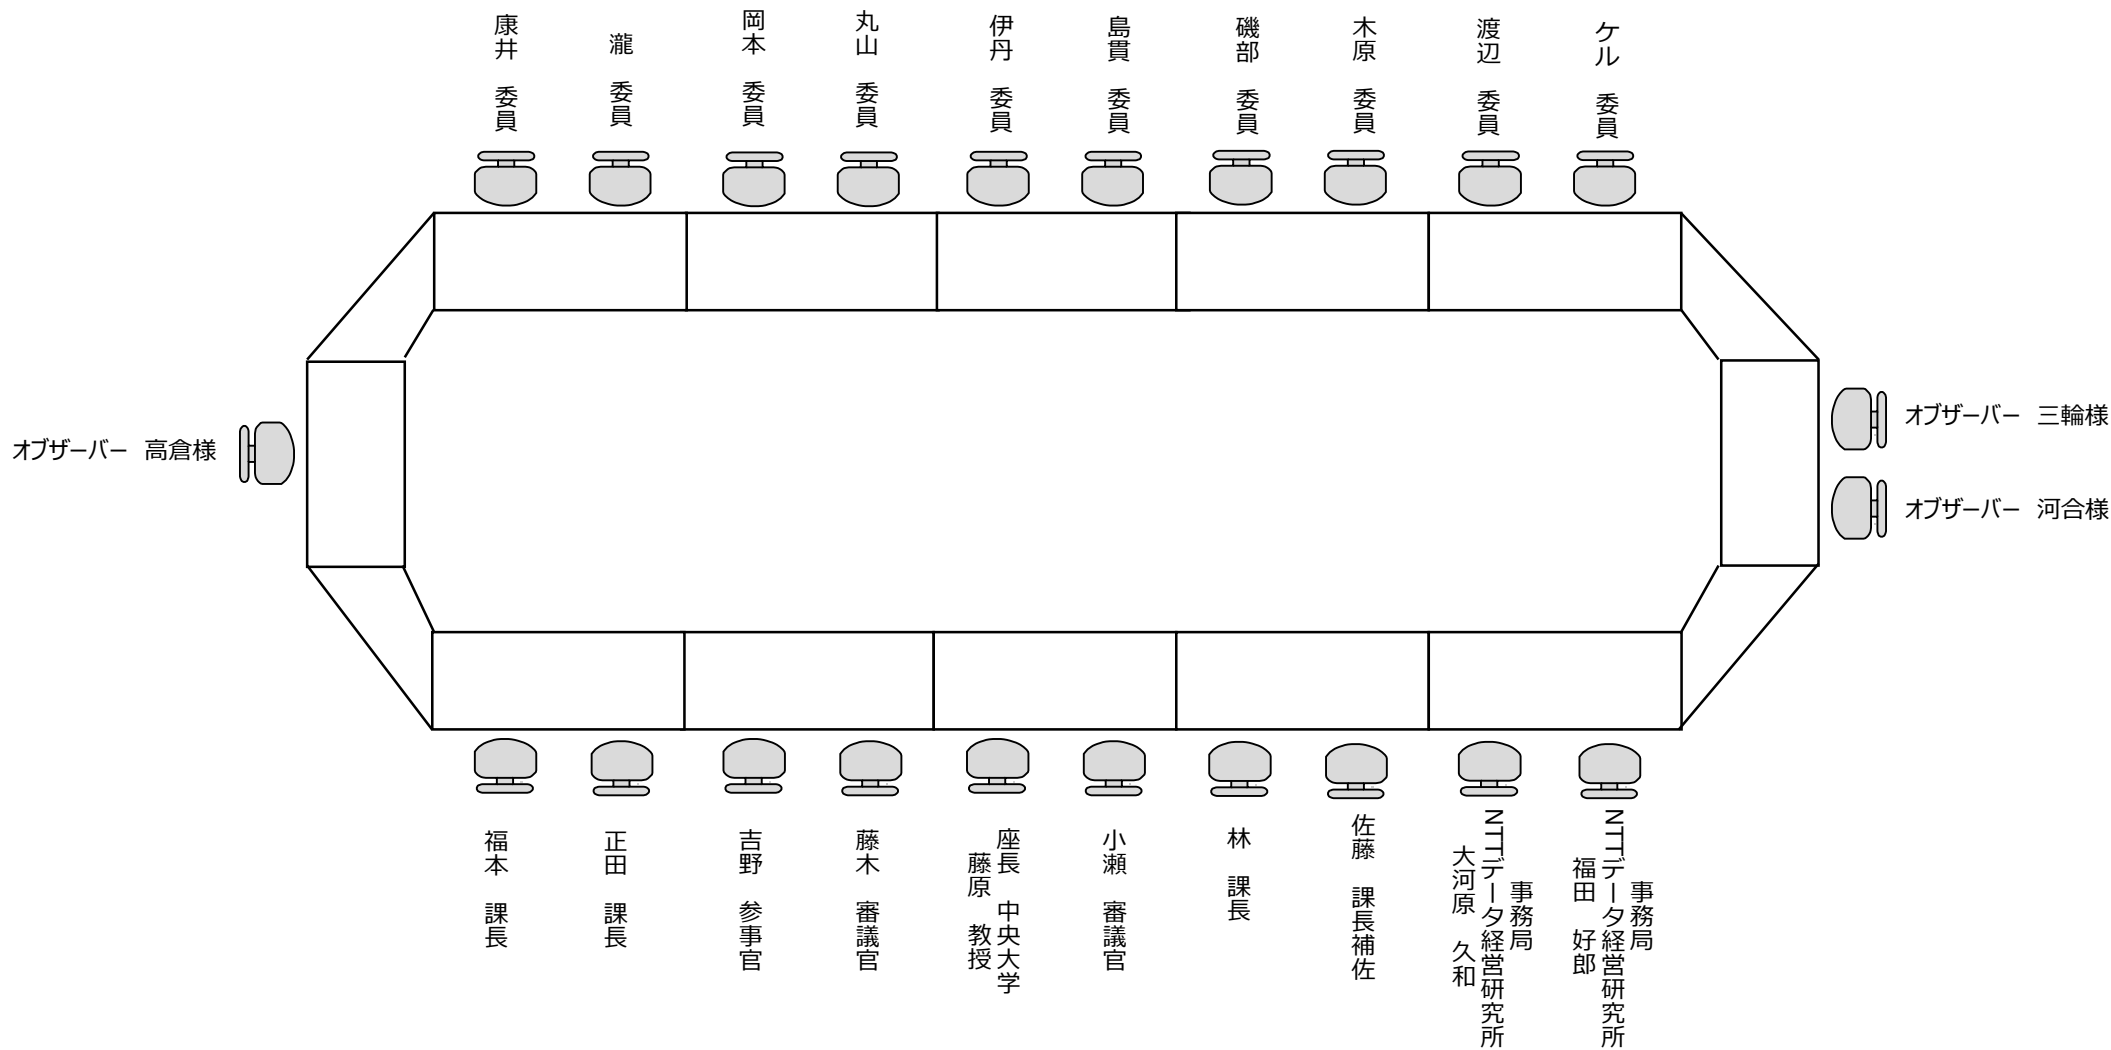 康井 委員
瀧 委員
岡本 委員
丸山 委員
伊丹 委員
島貫 委員
磯部 委員
木原 委員
渡辺 委員
ケル 委員
オブザーバー 高倉様
オブザーバー 三輪様
オブザーバー 河合様
福本 課長
正田 課長
吉野 参事官
藤木 審議官
座長 中央大学
藤原 教授
小瀬 審議官
林 課長
佐藤 課長補佐
事務局
NTTデータ経営研究所
大河原 久和
事務局
NTTデータ経営研究所
福田 好郎